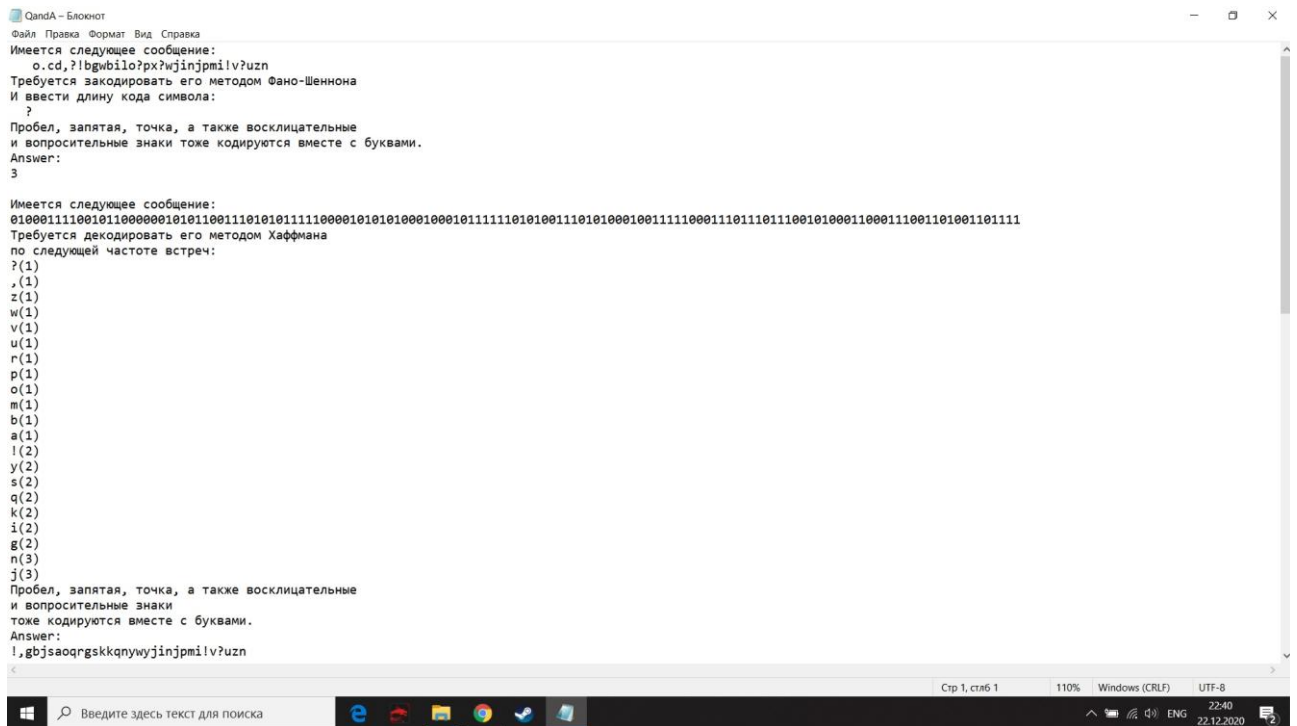 QandA – Блокнот
Файл Правка Формат Вид Справка
Имеется следующее сообщение:
o.cd,?!bgwbilo?px?wjinjpmi!v?uzn
Требуется закодировать его методом Фано-Шеннона
И ввести длину кода символа:
?
Пробел, запятая, точка, а также восклицательные
и вопросительные знаки тоже кодируются вместе с буквами.
Answer:
3
Имеется следующее сообщение:
Требуется декодировать его методом Хаффмана
по следующей частоте встреч:
?(1)
,(1)
z(1)
w(1)
v(1)
u(1)
r(1)
p(1)
o(1)
m(1)
b(1)
a(1)
!(2)
y(2)
s(2)
q(2)
k(2)
i(2)
g(2)
n(3)
j(3)
Пробел, запятая, точка, а также восклицательные
и вопросительные знаки
тоже кодируются вместе с буквами.
Answer:
!,gbjsaoqrgskkqnywyjinjpmi!v?uzn
Стр 1, стлб 1 110% Windows (CRLF) UTF-8
Введите здесь текст для поиска
ENG 22:40
22.12.2020
2